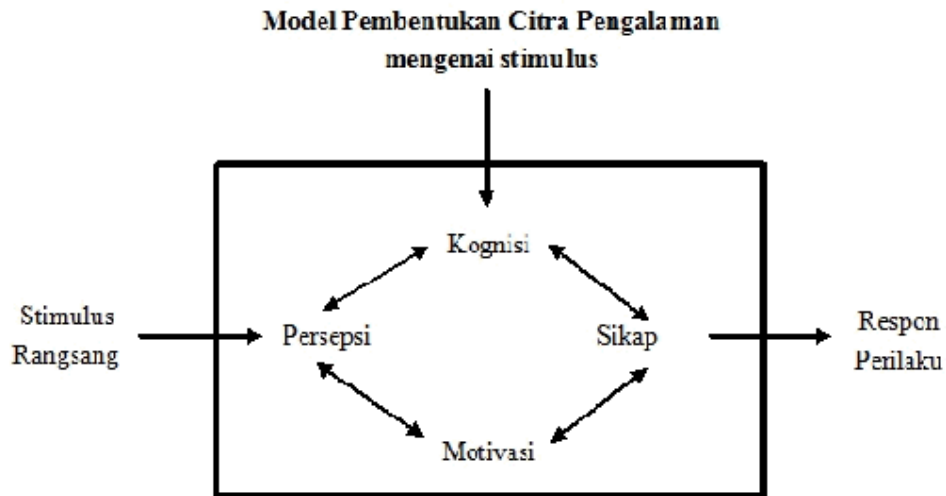 Model Pembentukan Citra Pengalaman
mengenai stimulus
Kognisi
Stimulus
Rangsang
Persepsi
Sikap
Respon
Perilaku
Motivasi